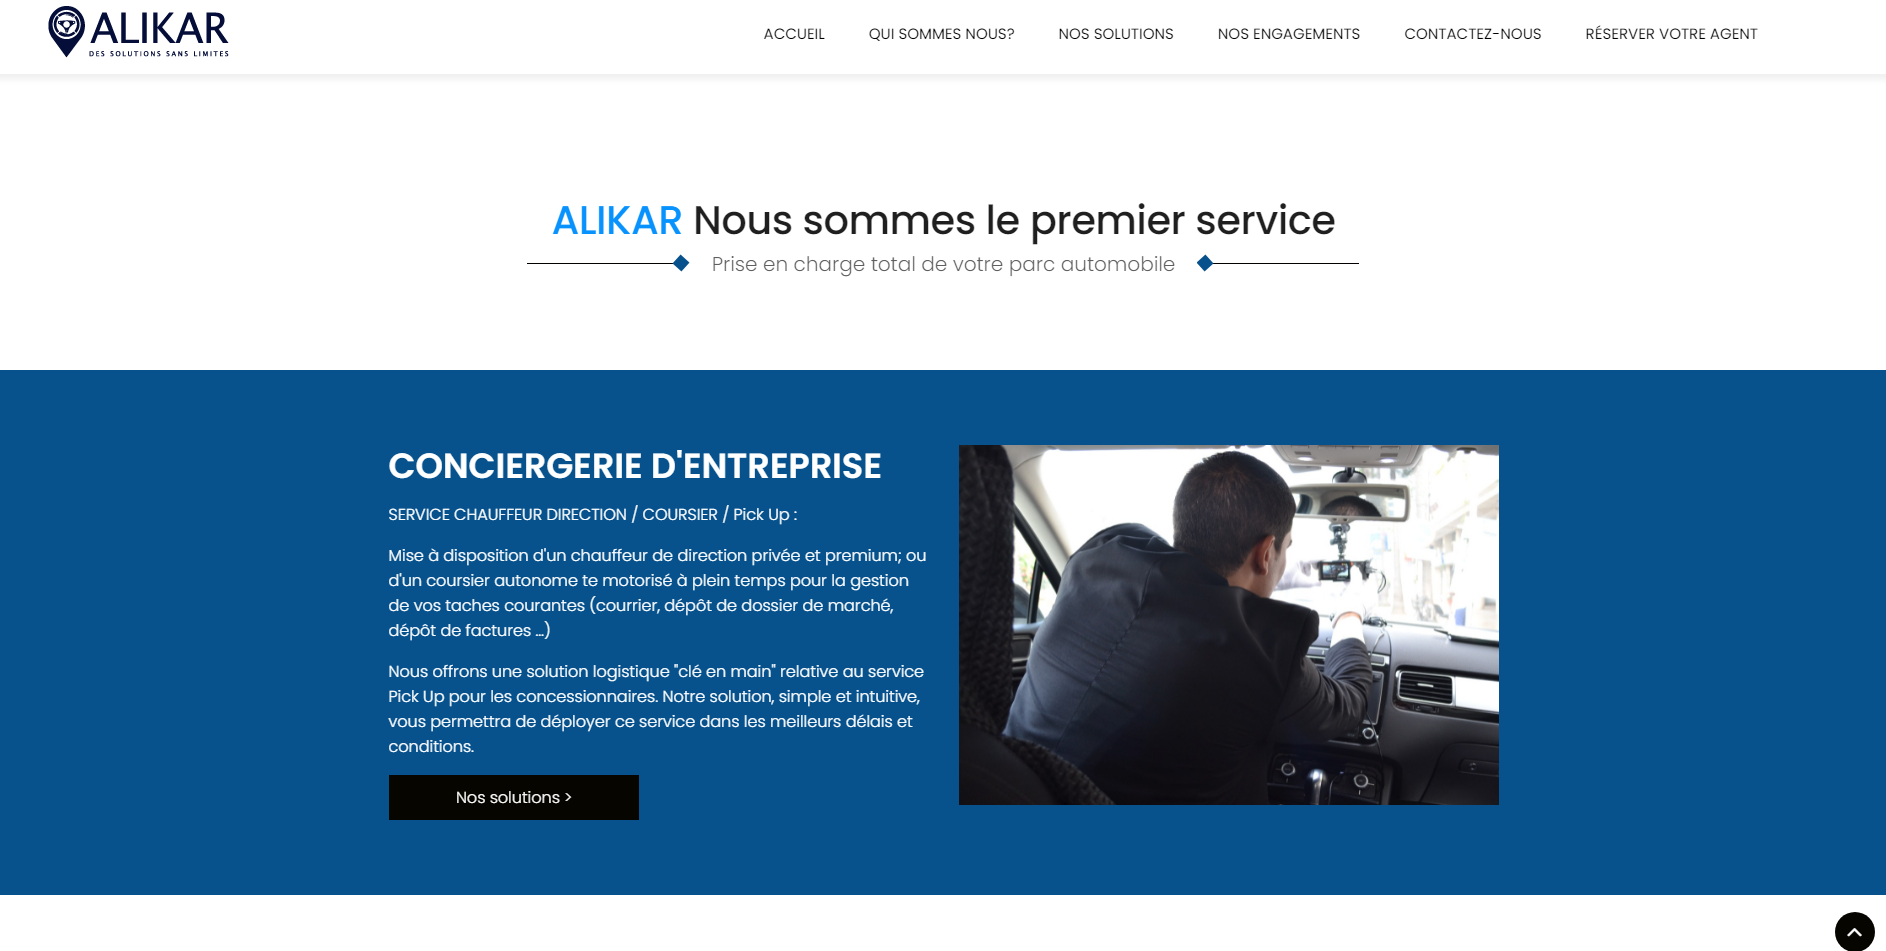 ALIKAR
DES SOLUTIONS SANS LIMITES
ACCUEIL
QUI SOMMES NOUS?
NOS SOLUTIONS
NOS ENGAGEMENTS
CONTACTEZ-NOUS
RÉSERVER VOTRE AGENT
ALIKAR Nous sommes le premier service
Prise en charge total de votre parc automobile
CONCIERGERIE D'ENTREPRISE
SERVICE CHAUFFEUR DIRECTION / COURSIER / Pick Up :
Mise à disposition d'un chauffeur de direction privée et premium; ou
d'un coursier autonome te motorisé à plein temps pour la gestion
de vos taches courantes (courrier, dépôt de dossier de marché,
dépôt de factures ...)
Nous offrons une solution logistique "clé en main" relative au service
Pick Up pour les concessionnaires. Notre solution, simple et intuitive,
vous permettra de déployer ce service dans les meilleurs délais et
conditions.
Nos solutions >